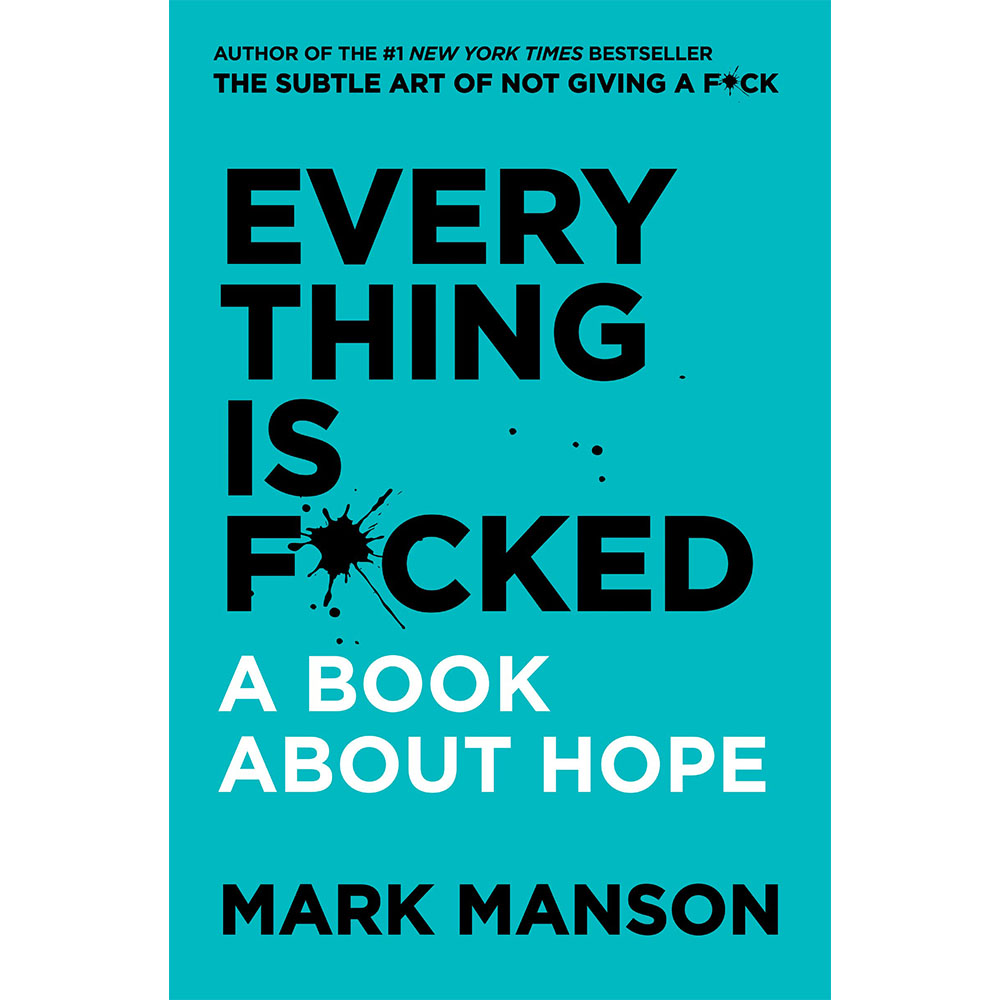 AUTHOR OF THE #1 NEW YORK TIMES BESTSELLER
THE SUBTLE ART OF NOT GIVING A F*CK
EVERY
THING
IS
F*CKED
A BOOK
ABOUT HOPE
MARK MANSON